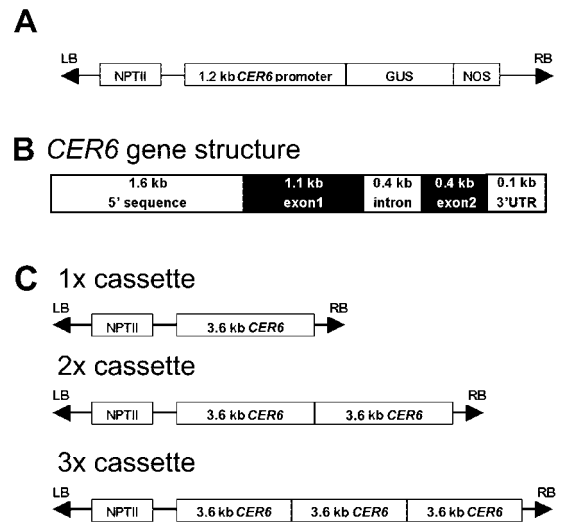 A
LB RB
NPTII 1.2 kb CER6 promoter GUS NOS
B CER6 gene structure
1.6 kb 1.1 kb 0.4 kb 0.4 kb 0.1 kb
5' sequence exon1 intron exon2 3'UTR
C 1x cassette
LB RB
NPTII 3.6 kb CER6
2x cassette
LB RB
NPTII 3.6 kb CER6 3.6 kb CER6
3x cassette
LB RB
NPTII 3.6 kb CER6 3.6 kb CER6 3.6 kb CER6